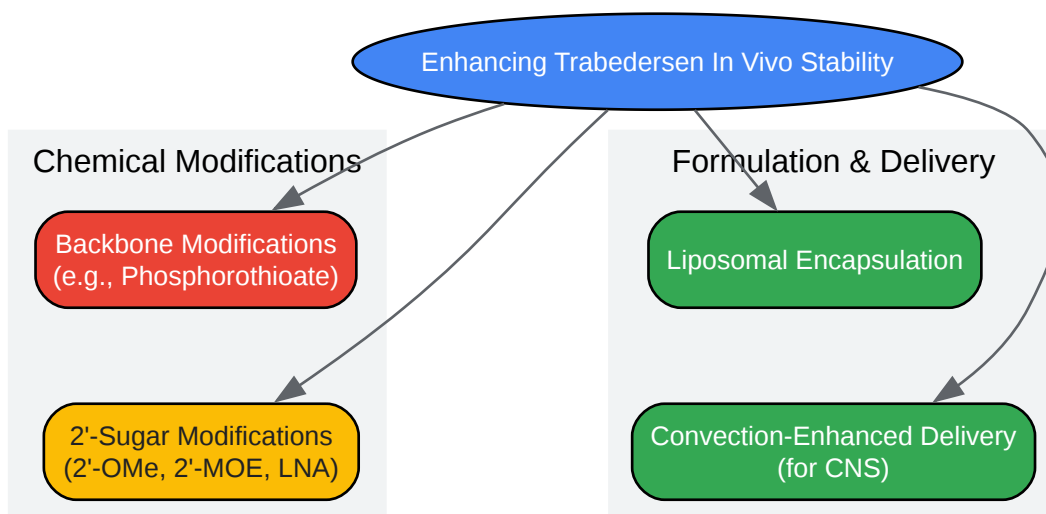 Enhancing Trabedersen In Vivo Stability
Chemical Modifications
Backbone Modifications
(e.g., Phosphorothioate)
2'-Sugar Modifications
(2'-OMe, 2'-MOE, LNA)
Formulation & Delivery
Liposomal Encapsulation
Convection-Enhanced Delivery
(for CNS)